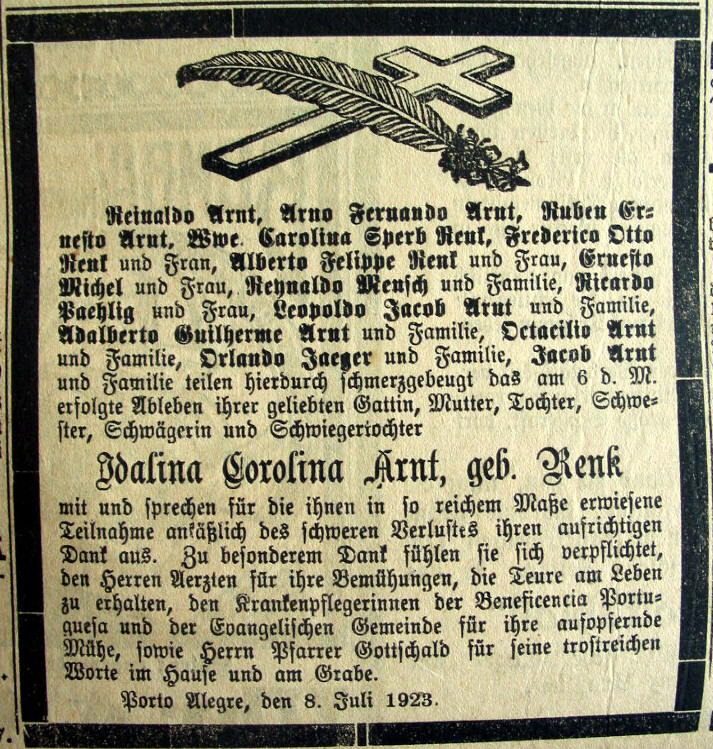 Reinaldo Arnt, Arno Fernando Arnt, Ruben Er=
nesto Arnt, Wwe. Carolina Sperb Renk, Frederico Otto
Renk und Fran, Alberto Felippe Renk und Frau, Ernesto
Michel und Frau, Reynaldo Mensch und Familie, Ricardo
Paehlig und Frau, Leopoldo Jacob Arnt und Familie,
Adalberto Guilherme Arnt und Familie, Octacilio Arnt
und Familie, Orlando Jaeger und Familie, Jacob Arnt
und Familie teilen hierdurch schmerzgebeugt das am 6 d. M.
erfolgte Ableben ihrer geliebten Gattin, Mutter, Tochter, Schwe=
ster, Schwägerin und Schwiegertochter
Idalina Corolina Arnt, geb. Renk
mit und sprechen für die ihnen in so reichem Maße erwiesene
Teilnahme anläßlich des schweren Verlustes ihren aufrichtigen
Dank aus. Zu besonderem Dank fühlen sie sich verpflichtet,
den Herren Aerzten für ihre Bemühungen, die Teure am Leben
zu erhalten, den Krankenpflegerinnen der Beneficencia Portu=
guesa und der Evangelischen Gemeinde für ihre aufopfernde
Mühe, sowie Herrn Pfarrer Gottschald für seine trostreichen
Worte im Hause und am Grabe.
Porto Alegre, den 8. Juli 1923.